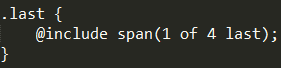 .last {
    @include span(1 of 4 last);
}